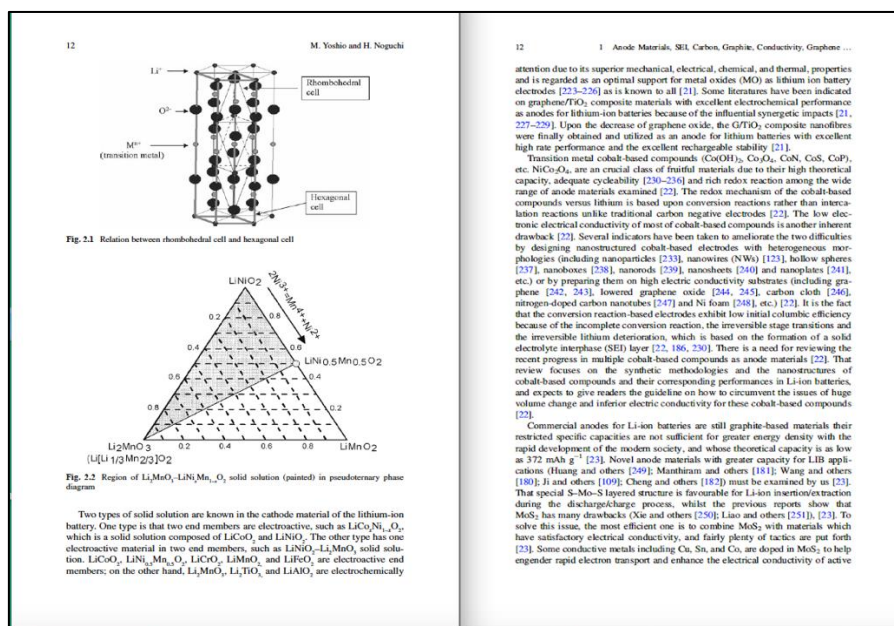 12 M. Yoshio and H. Noguchi
Li+
Rhombohedral
cell
O2-
Mn+
(transition metal)
Hexagonal
cell
Fig. 2.1 Relation between rhombohedral cell and hexagonal cell
LiNiO2
2Ni3+=Mn4++Ni2+
0.2 0.8
0.4 0.6
LiNi0.5Mn0.5O2
0.6 0.4
0.8 0.2
Li2MnO3 0.2 0.4 0.6 0.8 LiMnO2
(Li[Li1/3Mn2/3]O2
Fig. 2.2 Region of Li2MnO3–LiNixMn1−xO2 solid solution (painted) in pseudoternary phase
diagram
Two types of solid solution are known in the cathode material of the lithium-ion
battery. One type is that two end members are electroactive, such as LiCoxNi1−xO2,
which is a solid solution composed of LiCoO2 and LiNiO2. The other type has one
electroactive material in two end members, such as LiNiO2–Li2MnO3 solid solu-
tion. LiCoO2, LiNi0.5Mn0.5O2, LiCrO2, LiMnO2, and LiFeO2 are electroactive end
members; on the other hand, Li2MnO3, Li2TiO3, and LiAlO2 are electrochemically
12 1 Anode Materials, SEI, Carbon, Graphite, Conductivity, Graphene ...
attention due to its superior mechanical, electrical, chemical, and thermal, properties
and is regarded as an optimal support for metal oxides (MO) as lithium ion battery
electrodes [223–226] as is known to all [21]. Some literatures have been indicated
on graphene/TiO2 composite materials with excellent electrochemical performance
as anodes for lithium-ion batteries because of the influential synergetic impacts [21,
227–229]. Upon the decrease of graphene oxide, the G/TiO2 composite nanofibres
were finally obtained and utilized as an anode for lithium batteries with excellent
high rate performance and the excellent rechargeable stability [21].
Transition metal cobalt-based compounds (Co(OH)2, Co3O4, CoN, CoS, CoP),
etc. NiCo2O4, are an crucial class of fruitful materials due to their high theoretical
capacity, adequate cycleability [230–236] and rich redox reaction among the wide
range of anode materials examined [22]. The redox mechanism of the cobalt-based
compounds versus lithium is based upon conversion reactions rather than interca-
lation reactions unlike traditional carbon negative electrodes [22]. The low elec-
tronic electrical conductivity of most of cobalt-based compounds is another inherent
drawback [22]. Several indicators have been taken to ameliorate the two difficulties
by designing nanostructured cobalt-based electrodes with heterogeneous mor-
phologies (including nanoparticles [233], nanowires (NWs) [123], hollow spheres
[237], nanoboxes [238], nanorods [239], nanosheets [240] and nanoplates [241],
etc.) or by preparing them on high electric conductivity substrates (including gra-
phene [242, 243], lowered graphene oxide [244, 245], carbon cloth [246],
nitrogen-doped carbon nanotubes [247] and Ni foam [248], etc.) [22]. It is the fact
that the conversion reaction-based electrodes exhibit low initial columbic efficiency
because of the incomplete conversion reaction, the irreversible stage transitions and
the irreversible lithium deterioration, which is based on the formation of a solid
electrolyte interphase (SEI) layer [22, 186, 230]. There is a need for reviewing the
recent progress in multiple cobalt-based compounds as anode materials [22]. That
review focuses on the synthetic methodologies and the nanostructures of
cobalt-based compounds and their corresponding performances in Li-ion batteries,
and expects to give readers the guideline on how to circumvent the issues of huge
volume change and inferior electric conductivity for these cobalt-based compounds
[22].
Commercial anodes for Li-ion batteries are still graphite-based materials their
restricted specific capacities are not sufficient for greater energy density with the
rapid development of the modern society, and whose theoretical capacity is as low
as 372 mAh g−1 [23]. Novel anode materials with greater capacity for LIB appli-
cations (Huang and others [249]; Manthiram and others [181]; Wang and others
[180]; Ji and others [109]; Cheng and others [182]) must be examined by us [23].
That special S–Mo–S layered structure is favourable for Li-ion insertion/extraction
during the discharge/charge process, whilst the previous reports show that
MoS2 has many drawbacks (Xie and others [250]; Liao and others [251]), [23]. To
solve this issue, the most efficient one is to combine MoS2 with materials which
have satisfactory electrical conductivity, and fairly plenty of tactics are put forth
[23]. Some conductive metals including Cu, Sn, and Co, are doped in MoS2 to help
engender rapid electron transport and enhance the electrical conductivity of active